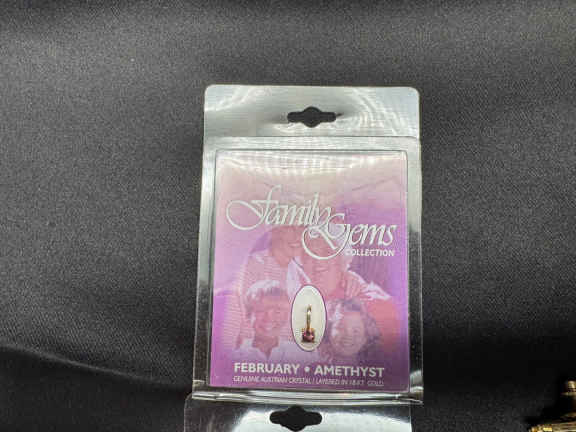 Family
Gems
COLLECTION
FEBRUARY • AMETHYST
GENUINE AUSTRIAN CRYSTAL | LAYERED IN 18 KT. GOLD